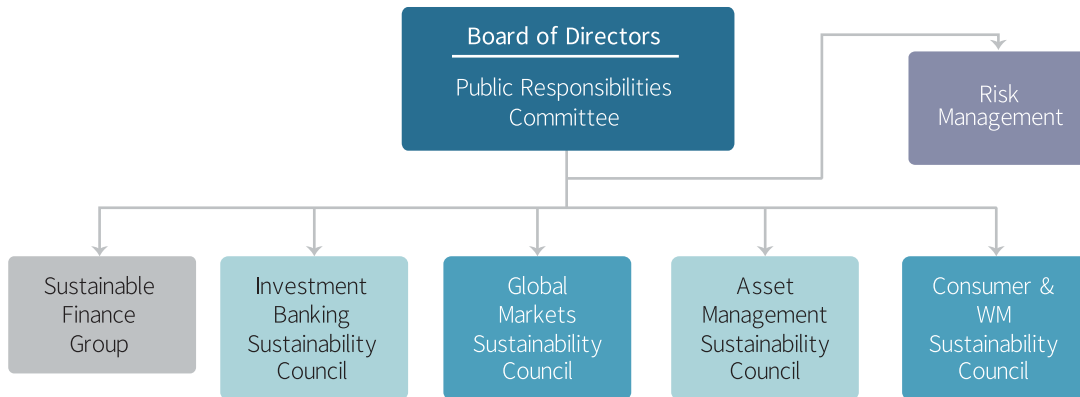 Board of Directors
Public Responsibilities
Committee
Risk
Management
Sustainable
Finance
Group
Investment
Banking
Sustainability
Council
Global
Markets
Sustainability
Council
Asset
Management
Sustainability
Council
Consumer &
WM
Sustainability
Council